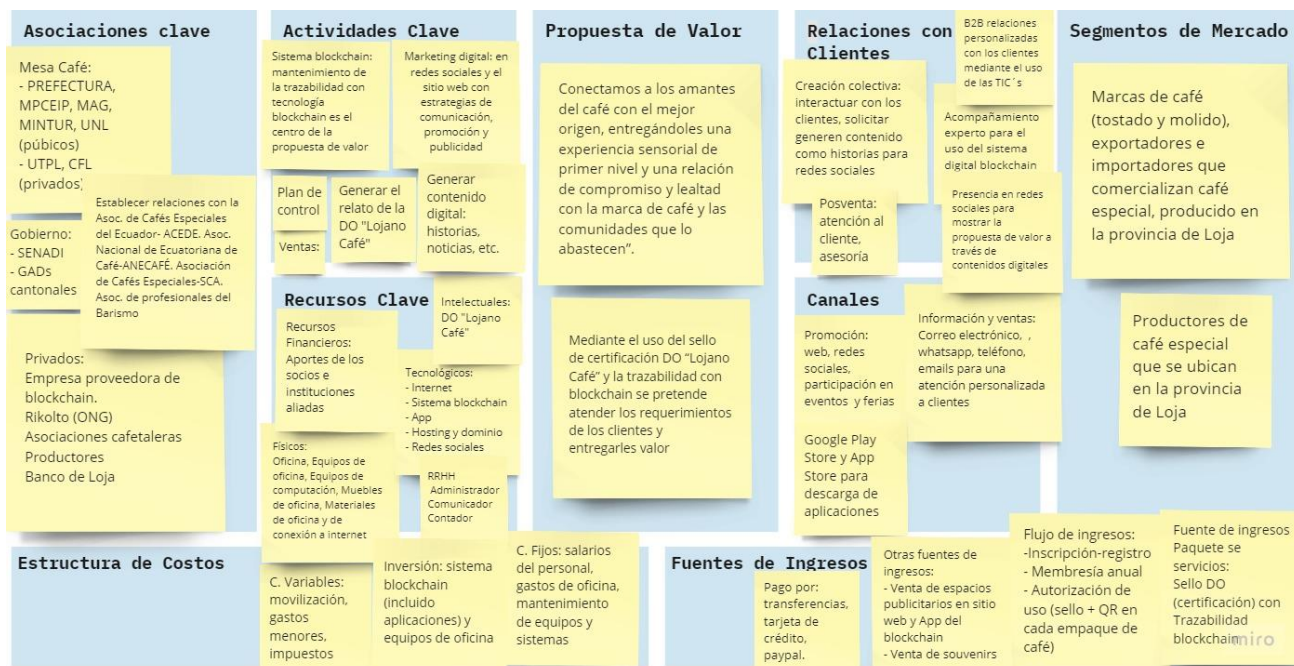 Asociaciones clave
Mesa Café:
- PREFECTURA,
MPCEIP, MAG,
MINTUR, UNL
(púbicos)
- UTPL, CFL
(privados)
Establecer relaciones con la
Asoc. de Cafés Especiales
del Ecuador- ACEDE. Asoc.
Nacional de Ecuatoriana de
Café-ANECAFÉ. Asociación
de Cafés Especiales-SCA.
Asoc. de profesionales del
Barismo
Gobierno:
- SENADI
- GADs
cantonales
Privados:
Empresa proveedora de
blockchain.
Rikolto (ONG)
Asociaciones cafetaleras
Productores
Banco de Loja
Actividades Clave
Sistema blockchain:
mantenimiento de
la trazabilidad con
tecnología
blockchain es el
centro de la
propuesta de valor
Marketing digital: en
redes sociales y el
sitio web con
estrategias de
comunicación,
promoción y
publicidad
Plan de
control
Ventas:
Generar el
relato de la
DO "Lojano
Café"
Generar
contenido
digital:
historias,
noticias, etc.
Recursos Clave
Intelectuales:
DO "Lojano
Café"
Recursos
Financieros:
Aportes de los
socios e
instituciones
aliadas
Tecnológicos:
- Internet
- Sistema blockchain
- App
- Hosting y dominio
- Redes sociales
Físicos:
Oficina, Equipos de
oficina, Equipos de
computación, Muebles
de oficina, Materiales
de oficina y de
conexión a internet
RRHH
Administrador
Comunicador
Contador
Propuesta de Valor
Conectamos a los amantes
del café con el mejor
origen, entregándoles una
experiencia sensorial de
primer nivel y una relación
de compromiso y lealtad
con la marca de café y las
comunidades que lo
abastecen”.
Mediante el uso del sello
de certificación DO “Lojano
Café” y la trazabilidad con
blockchain se pretende
atender los requerimientos
de los clientes y
entregarles valor
Relaciones con
Clientes
B2B relaciones
personalizadas
con los clientes
mediante el uso
de las TIC´s
Creación colectiva:
interactuar con los
clientes, solicitar
generen contenido
como historias para
redes sociales
Acompañamiento
experto para el
uso del sistema
digital blockchain
Posventa:
atención al
cliente,
asesoría
Presencia en redes
sociales para
mostrar la
propuesta de valor a
través de
contenidos digitales
Canales
Promoción:
web, redes
sociales,
participación en
eventos y ferias
Información y ventas:
Correo electrónico, ,
whatsapp, teléfono,
emails para una
atención personalizada
a clientes
Google Play
Store y App
Store para
descarga de
aplicaciones
Segmentos de Mercado
Marcas de café
(tostado y molido),
exportadores e
importadores que
comercializan café
especial, producido en
la provincia de Loja
Productores de
café especial
que se ubican
en la provincia
de Loja
Estructura de Costos
C. Variables:
movilización,
gastos
menores,
impuestos
Inversión: sistema
blockchain
(incluido
aplicaciones) y
equipos de oficina
C. Fijos: salarios
del personal,
gastos de oficina,
mantenimiento
de equipos y
sistemas
Fuentes de Ingresos
Pago por:
transferencias,
tarjeta de
crédito,
paypal.
Otras fuentes de
ingresos:
- Venta de espacios
publicitarios en sitio
web y App del
blockchain
- Venta de souvenirs
Flujo de ingresos:
-Inscripción-registro
- Membresía anual
- Autorización de
uso (sello + QR en
cada empaque de
café)
Fuente de ingresos
Paquete se
servicios:
Sello DO
(certificación) con
Trazabilidad
blockchain
miro